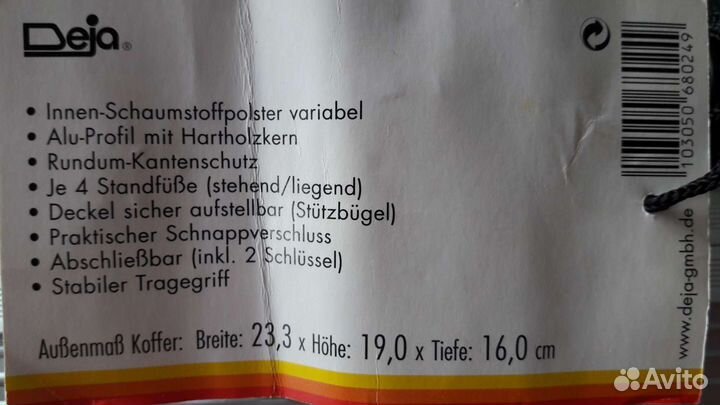 Deja®
• Innen-Schaumstoffpolster variabel
• Alu-Profil mit Hartholzkern
• Rundum-Kantenschutz
• Je 4 Standfüße (stehend/liegend)
• Deckel sicher aufstellbar (Stützbügel)
• Praktischer Schnappverschluss
• Abschließbar (inkl. 2 Schlüssel)
• Stabiler Tragegriff
Außenmaß Koffer: Breite: 23,3 x Höhe: 19,0 x Tiefe: 16,0 cm
103050 680249
www.deja-gmbh.de
Avito